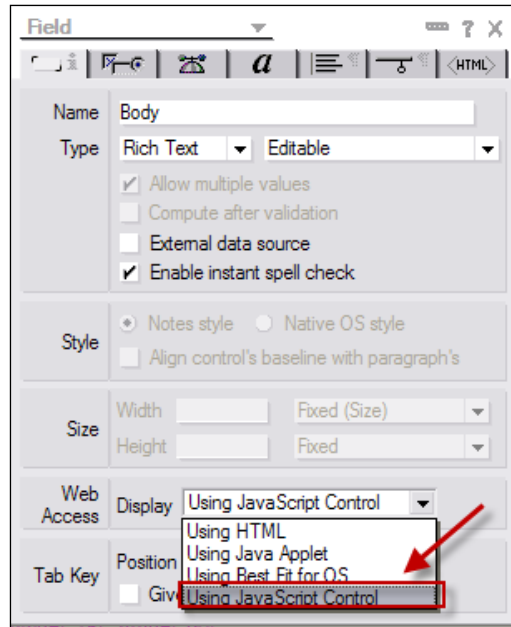 Field
? X
i a <HTML>
Name Body
Type Rich Text Editable
Allow multiple values
Compute after validation
External data source
Enable instant spell check
Style Notes style Native OS style
Align control's baseline with paragraph's
Size Width Fixed (Size)
Height Fixed
Web Access Display Using JavaScript Control
Using HTML
Using Java Applet
Position Using Best Fit for OS
Tab Key
Giv Using JavaScript Control